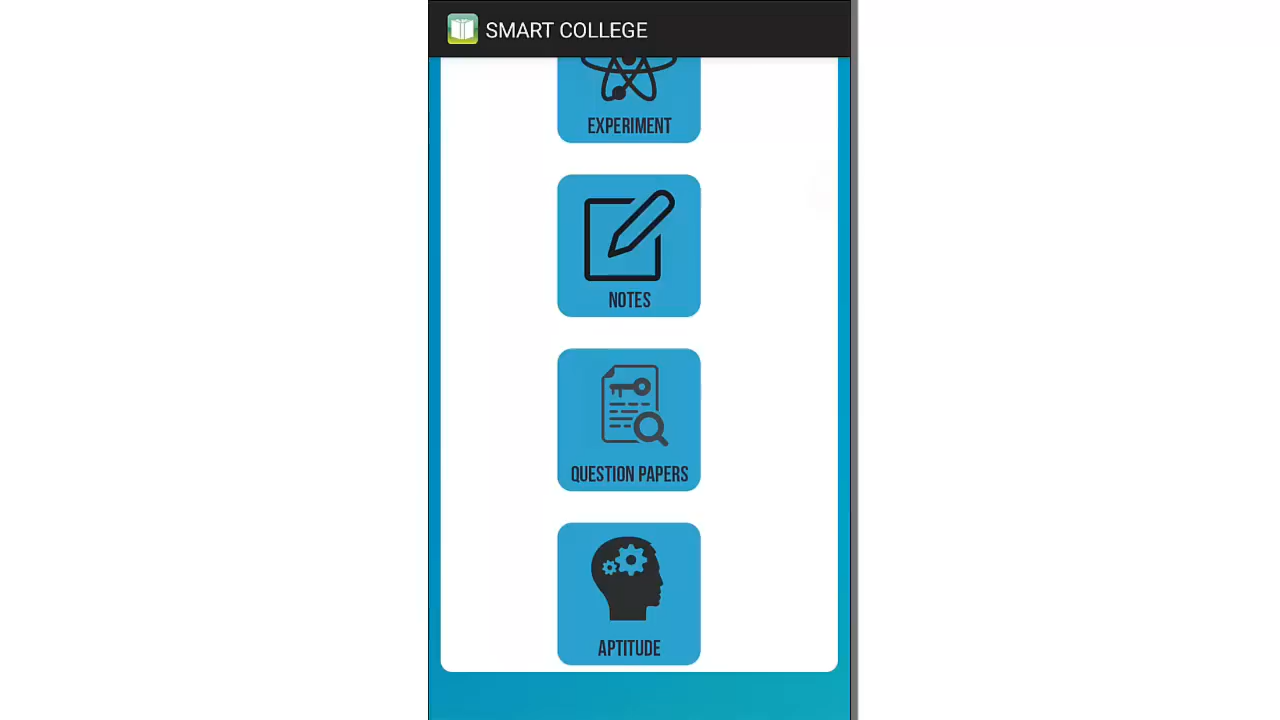 SMART COLLEGE
EXPERIMENT
NOTES
QUESTION PAPERS
APTITUDE